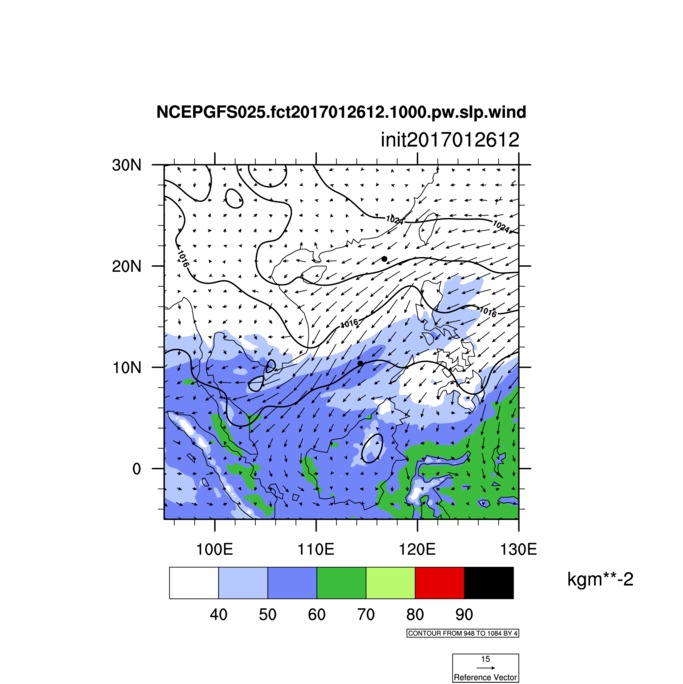 NCEPGFS025.fct2017012612.1000.pw.slp.wind
init2017012612
30N
20N
10N
0
1024
1024
1016
1016
1016
100E 110E 120E 130E
kgm**-2
40 50 60 70 80 90
CONTOUR FROM 948 TO 1084 BY 4
15
Reference Vector